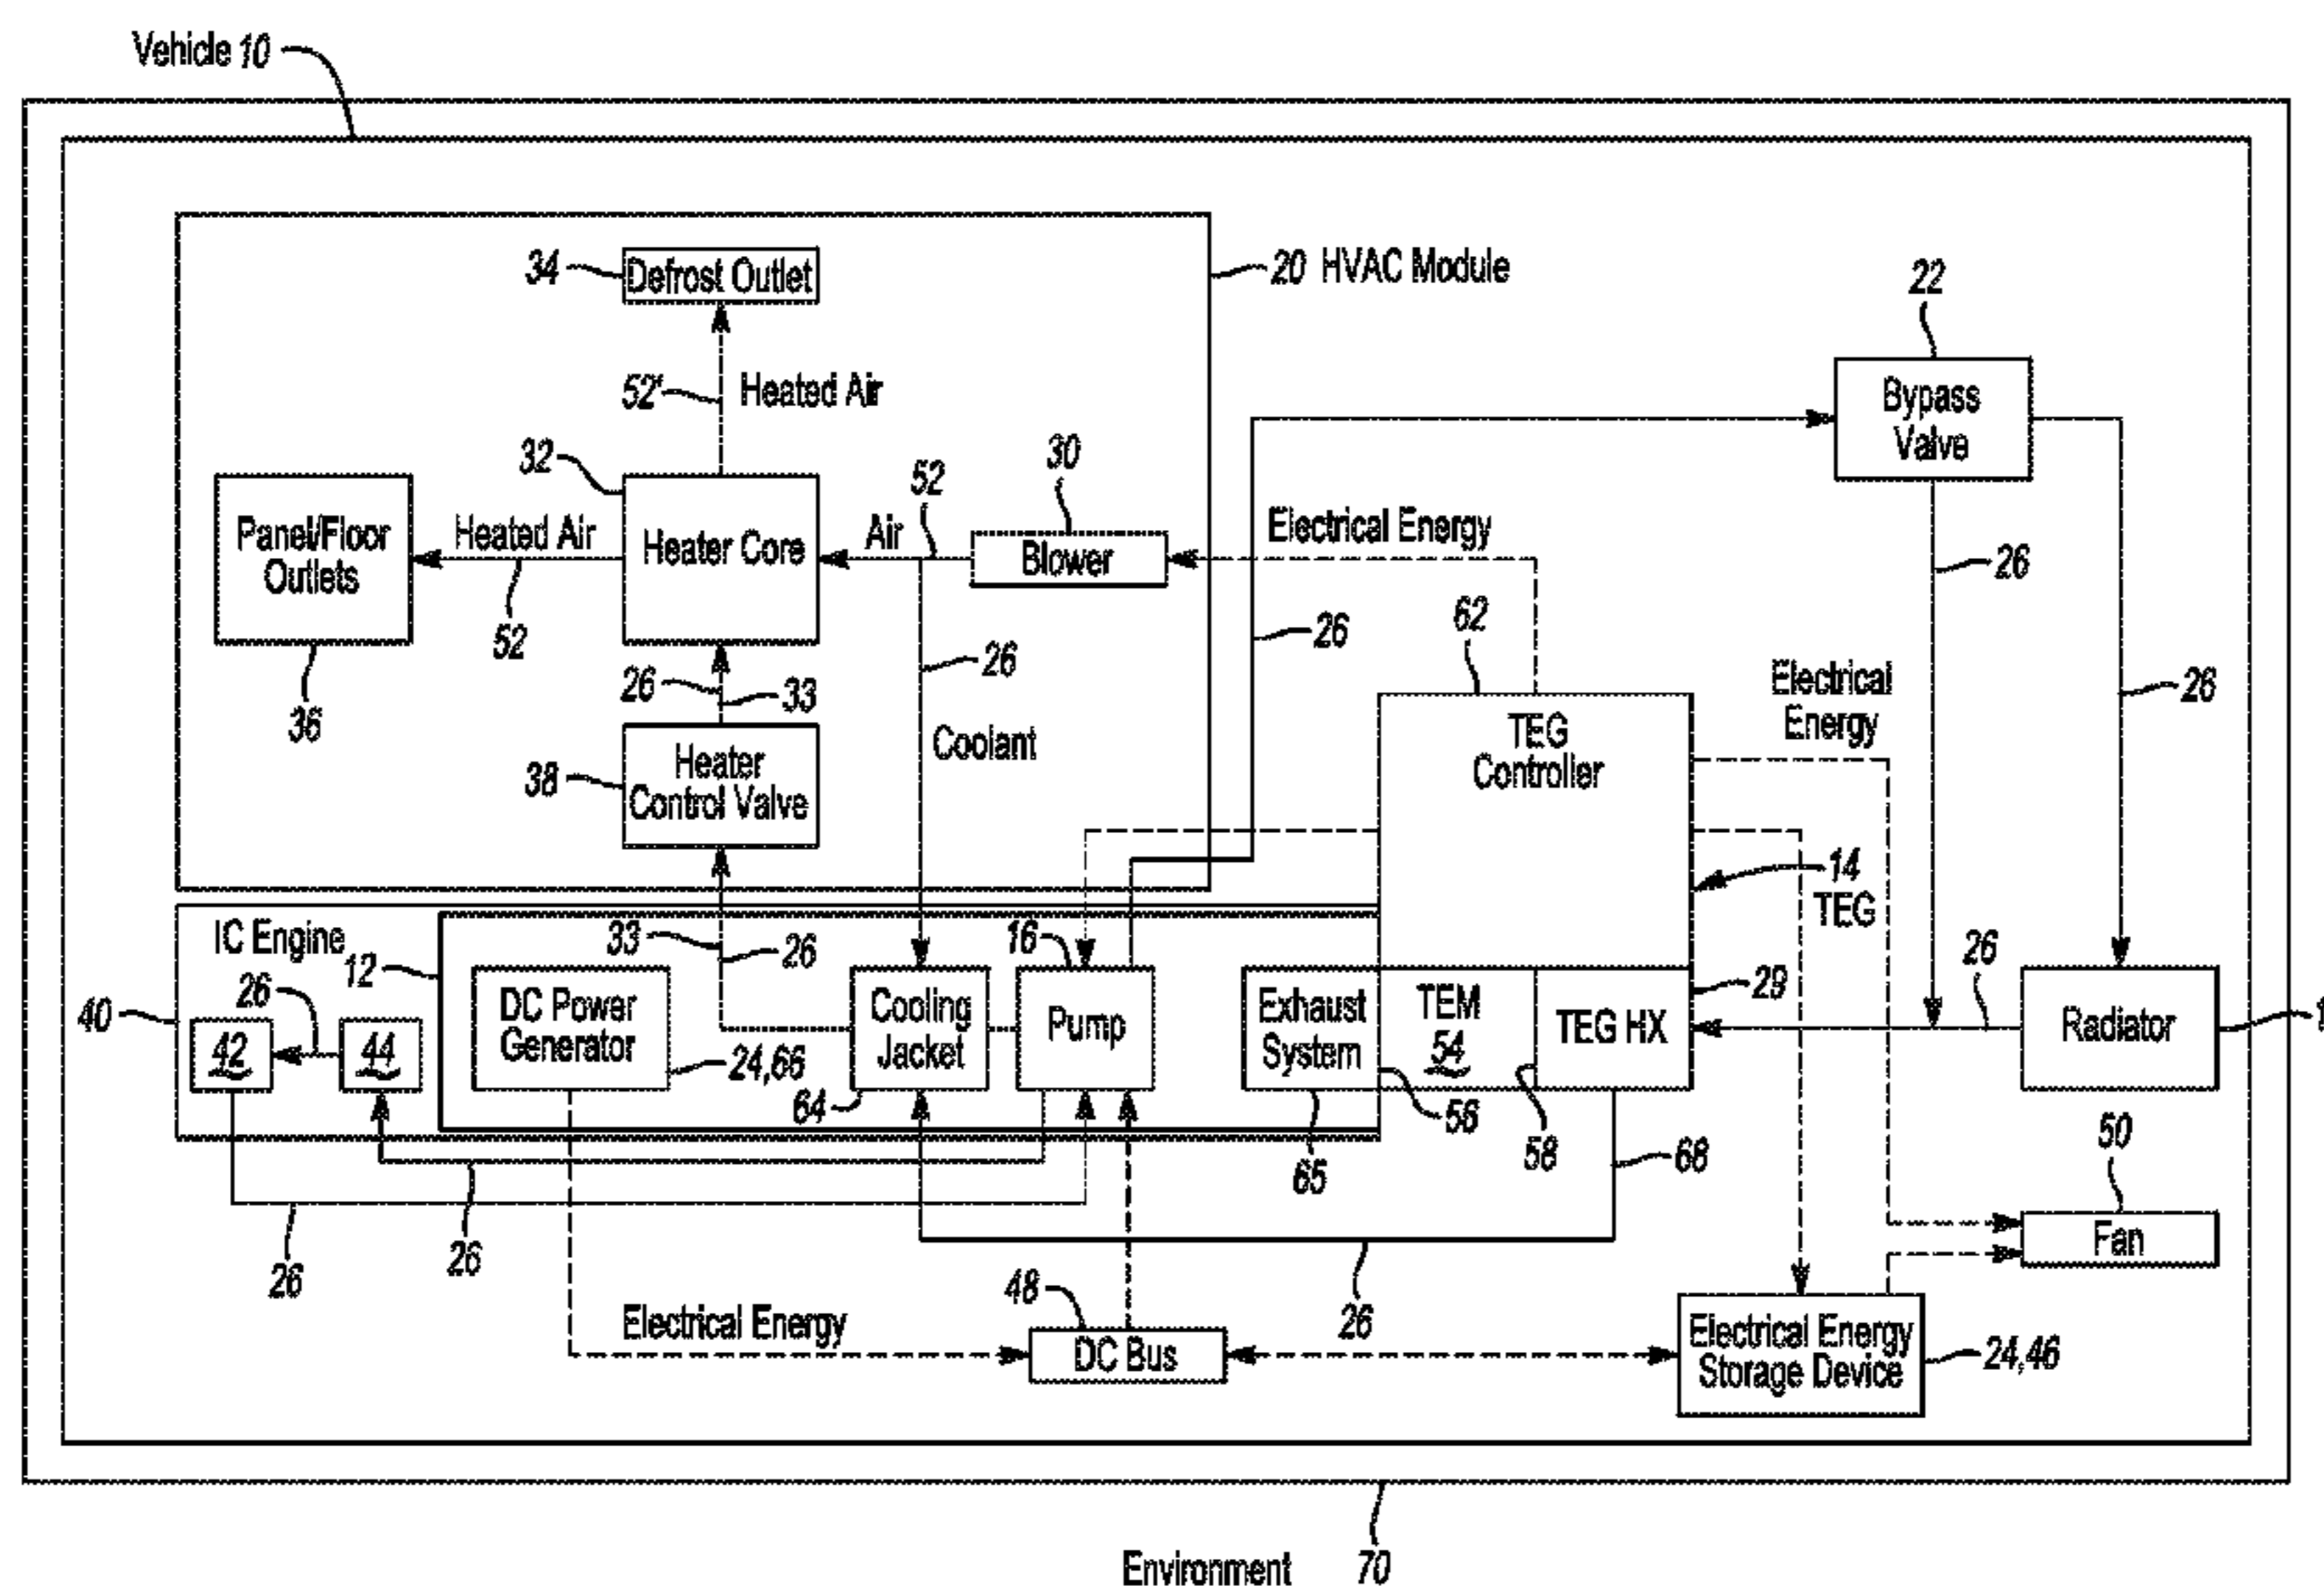 Vehicle 10
34
Defrost Outlet
20 HVAC Module
22
52' Heated Air
Bypass
Valve
32
30
52
Panel/Floor
Outlets
Heated Air
Heater Core
Air
Blower
Electrical Energy
26
52
26
26
62
26
33
36
Electrical
Energy
26
38
Heater
Control Valve
Coolant
TEG
Controller
14
TEG
IC Engine
12
33
26
16
26
29
40
26
42
44
DC Power
Generator
24,66
Cooling
Jacket
64
Pump
Exhaust
System
TEM
54
TEG HX
Radiator
56
58
65
68
50
Fan
26
26
26
48
Electrical Energy
DC Bus
Electrical Energy
Storage Device
24,46
Environment 70